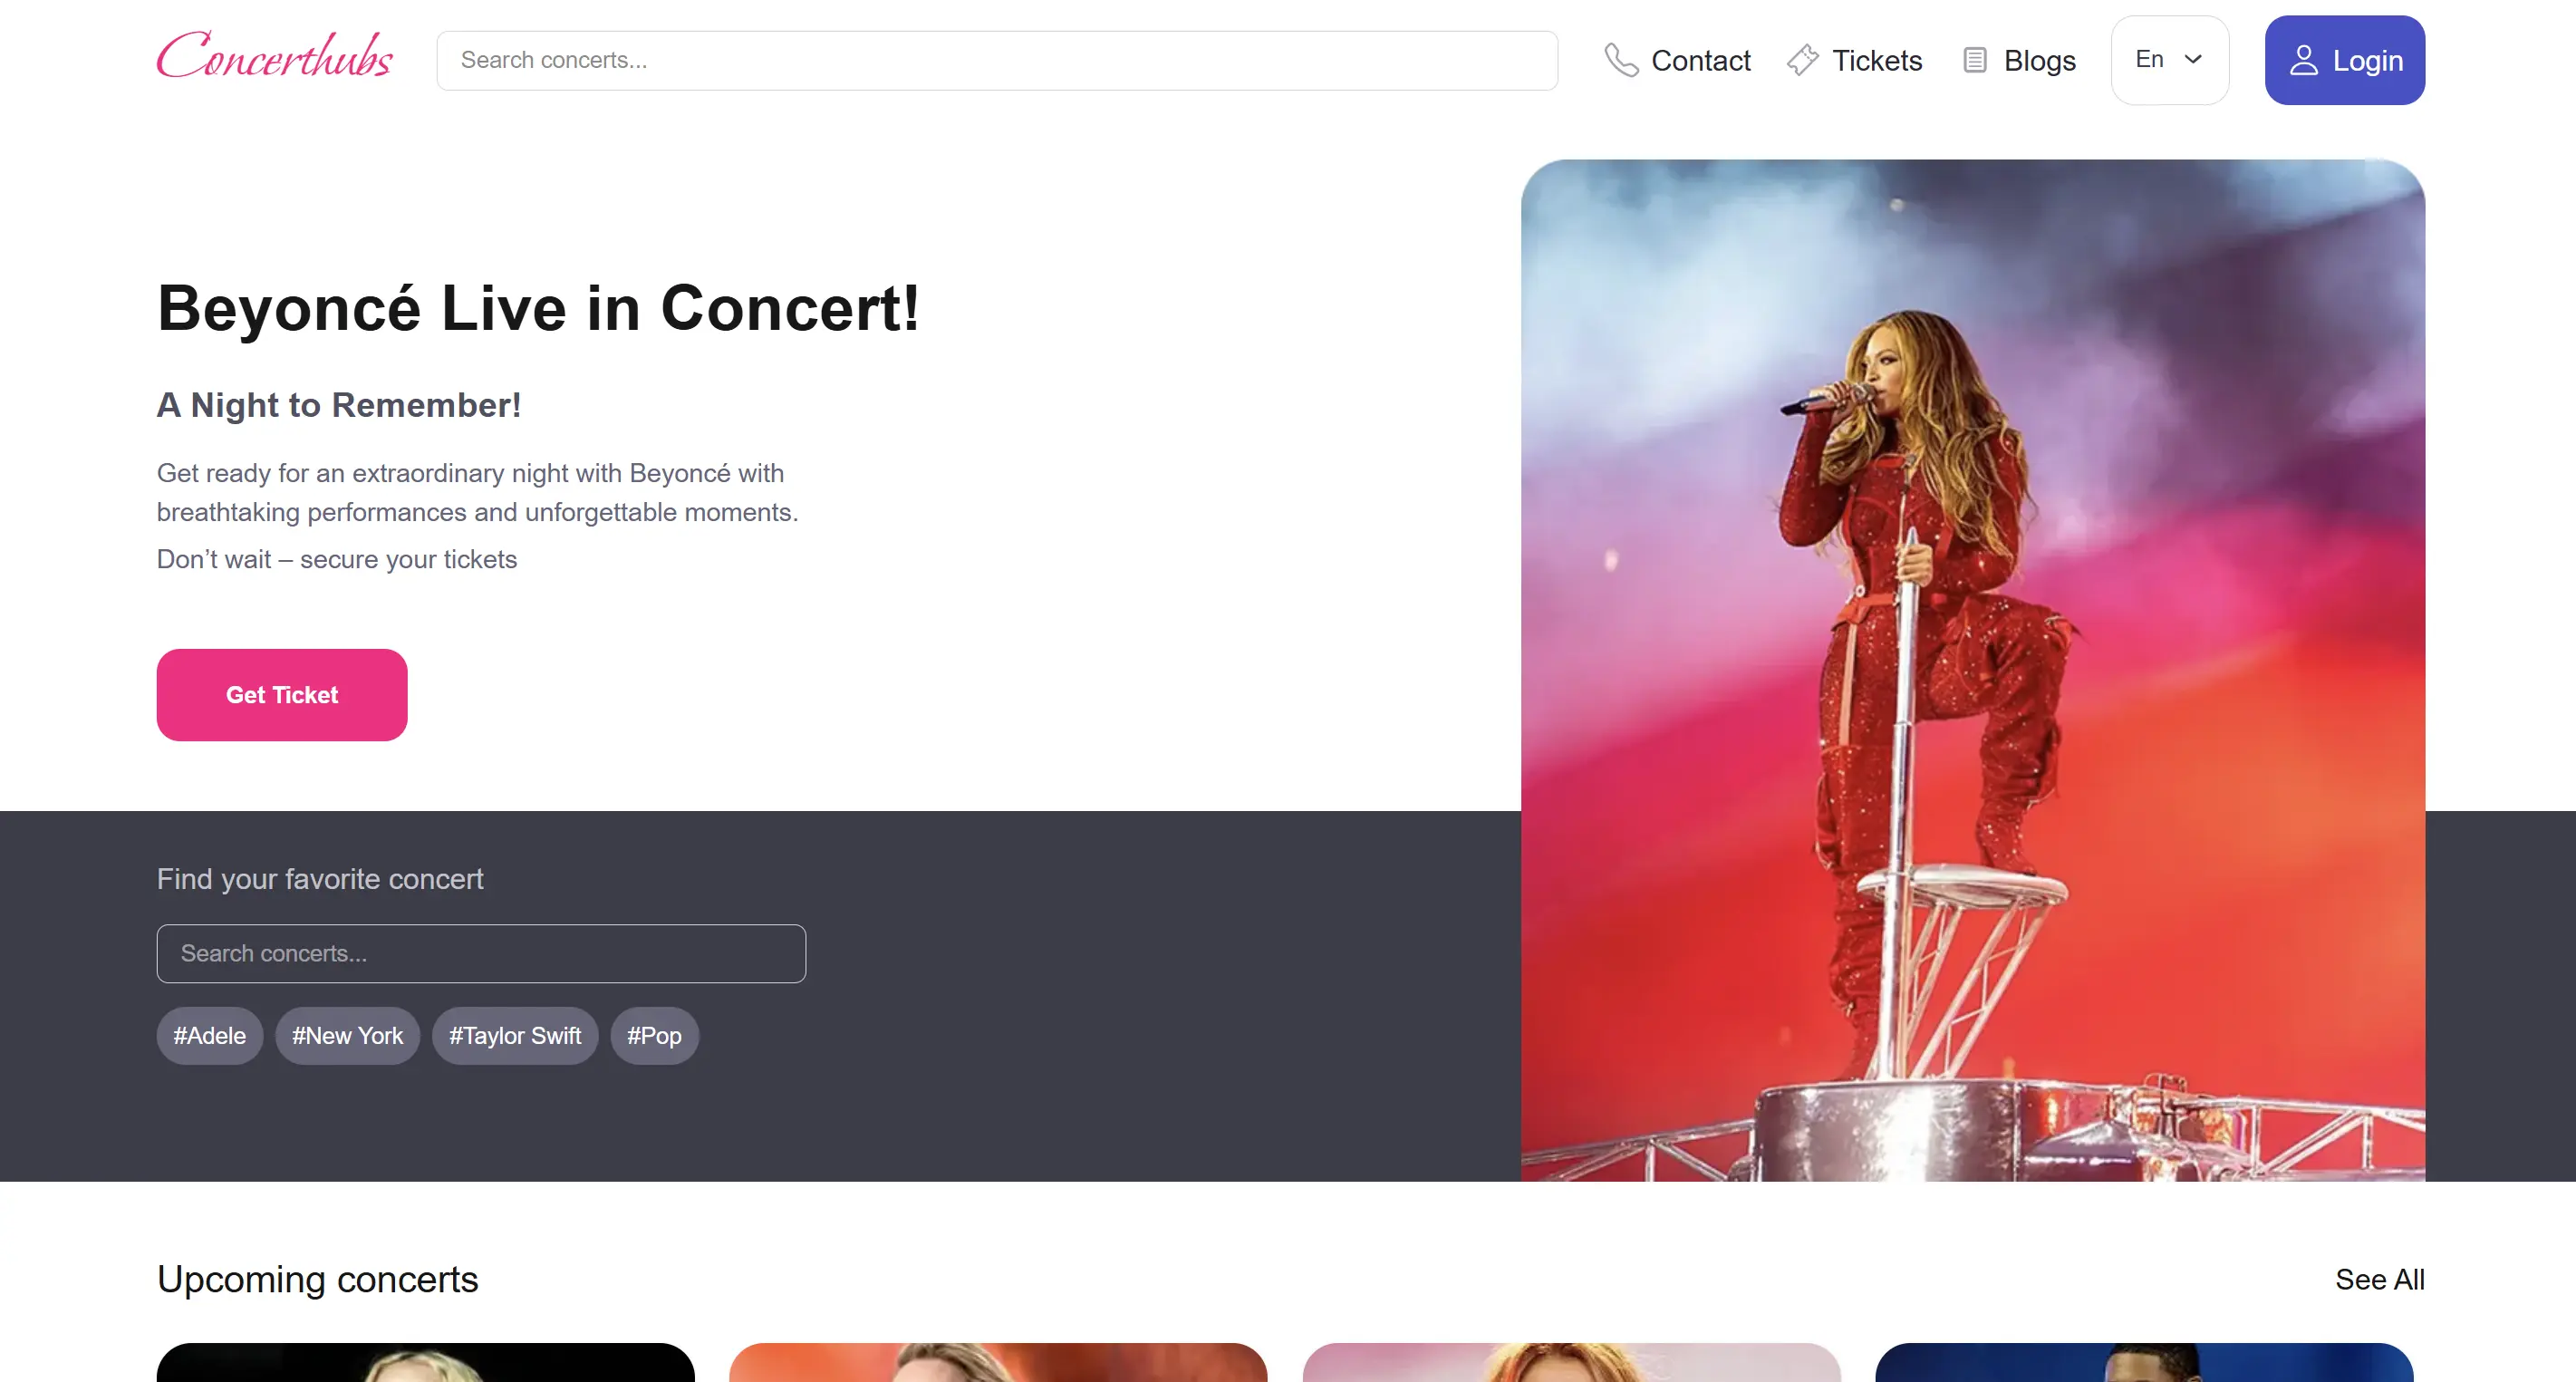 Concerthubs
Search concerts...
Contact
Tickets
Blogs
En
Login
Beyoncé Live in Concert!
A Night to Remember!
Get ready for an extraordinary night with Beyoncé with
breathtaking performances and unforgettable moments.
Don’t wait – secure your tickets
Get Ticket
Find your favorite concert
Search concerts...
#Adele
#New York
#Taylor Swift
#Pop
Upcoming concerts
See All